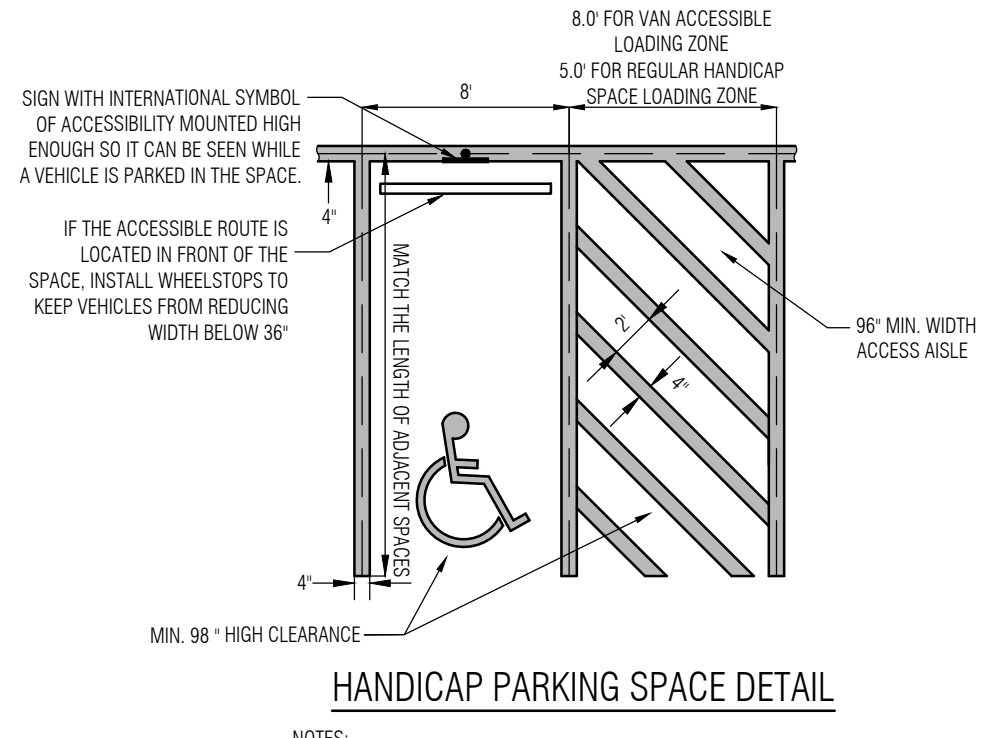 8.0' FOR VAN ACCESSIBLE
LOADING ZONE
5.0' FOR REGULAR HANDICAP
SPACE LOADING ZONE
8'
SIGN WITH INTERNATIONAL SYMBOL
OF ACCESSIBILITY MOUNTED HIGH
ENOUGH SO IT CAN BE SEEN WHILE
A VEHICLE IS PARKED IN THE SPACE.
4"
IF THE ACCESSIBLE ROUTE IS
LOCATED IN FRONT OF THE
SPACE, INSTALL WHEELSTOPS TO
KEEP VEHICLES FROM REDUCING
WIDTH BELOW 36"
MATCH THE LENGTH OF ADJACENT SPACES
2'
4"
96" MIN. WIDTH
ACCESS AISLE
4"
MIN. 98 " HIGH CLEARANCE
HANDICAP PARKING SPACE DETAIL
NOTES: